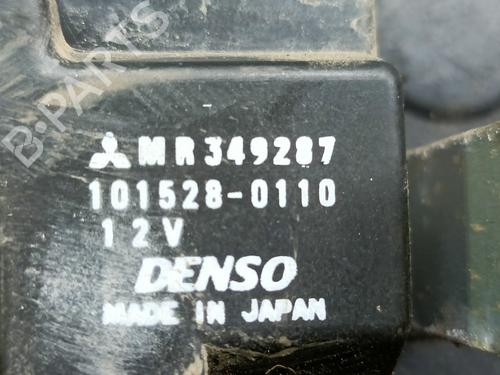 MR349287
101528-0110
12V
DENSO
MADE IN JAPAN
B-PARTS